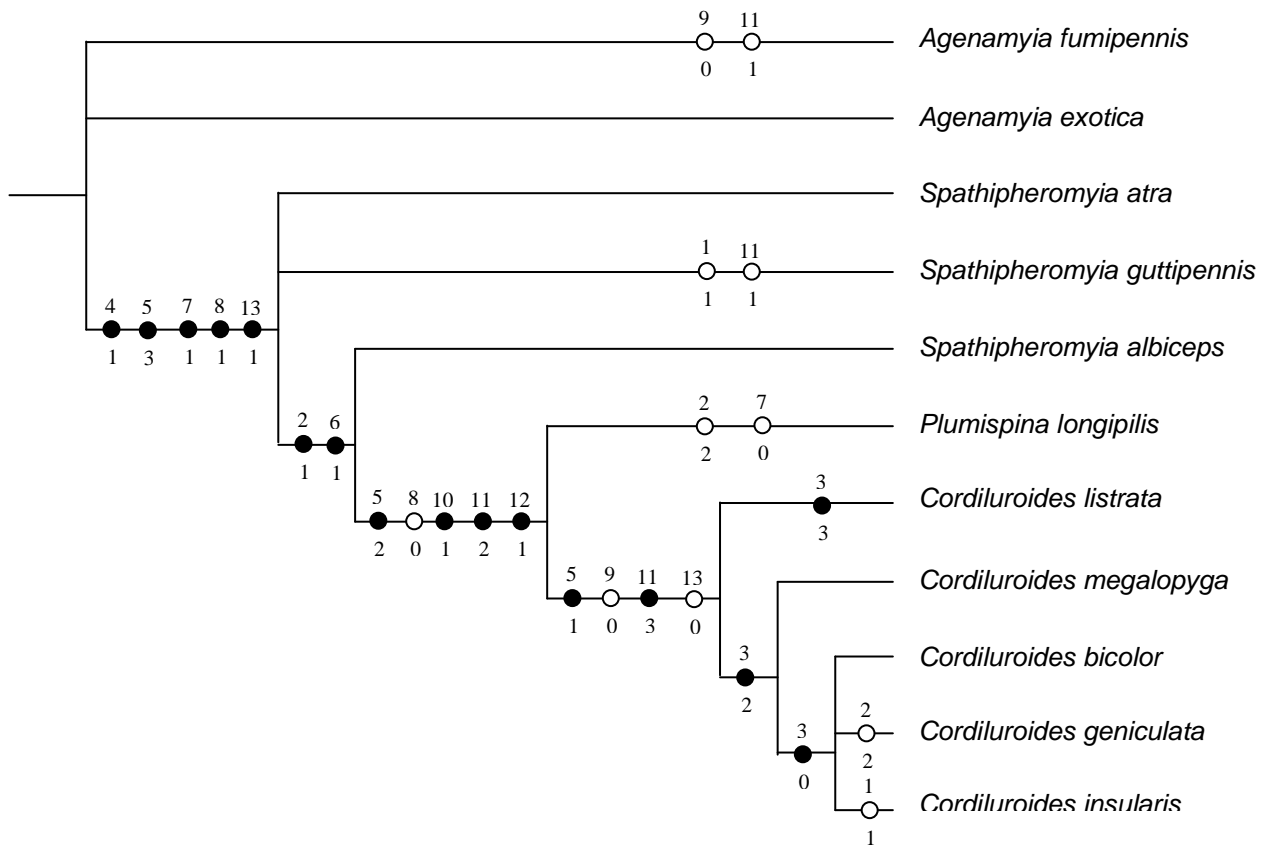 9 11
Agenamyia fumipennis
0 1
Agenamyia exotica
Spathipheromyia atra
1 11
Spathipheromyia guttipennis
1 1
4 5 7 8 13
1 3 1 1 1
Spathipheromyia albiceps
2 7
Plumispina longipilis
2 0
2 6
1 1
Cordiluroides listrata
3
3
5 8 10 11 12
2 0 1 2 1
Cordiluroides megalopyga
5 9 11 13
1 0 3 0
Cordiluroides bicolor
3
2
2
Cordiluroides geniculata
2
3
0
1
Cordiluroides insularis
1